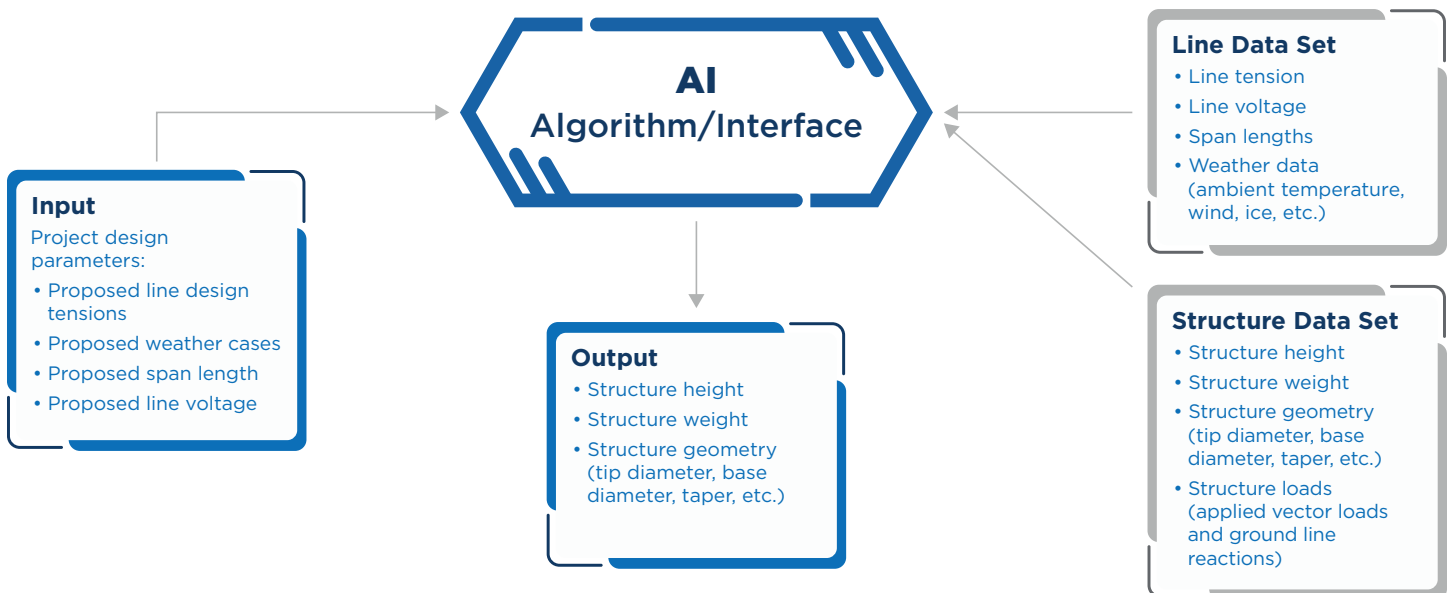 AI
Algorithm/Interface
Input
Project design
parameters:
• Proposed line design
tensions
• Proposed weather cases
• Proposed span length
• Proposed line voltage
Output
• Structure height
• Structure weight
• Structure geometry
(tip diameter, base
diameter, taper, etc.)
Line Data Set
• Line tension
• Line voltage
• Span lengths
• Weather data
(ambient temperature,
wind, ice, etc.)
Structure Data Set
• Structure height
• Structure weight
• Structure geometry
(tip diameter, base
diameter, taper, etc.)
• Structure loads
(applied vector loads
and ground line
reactions)